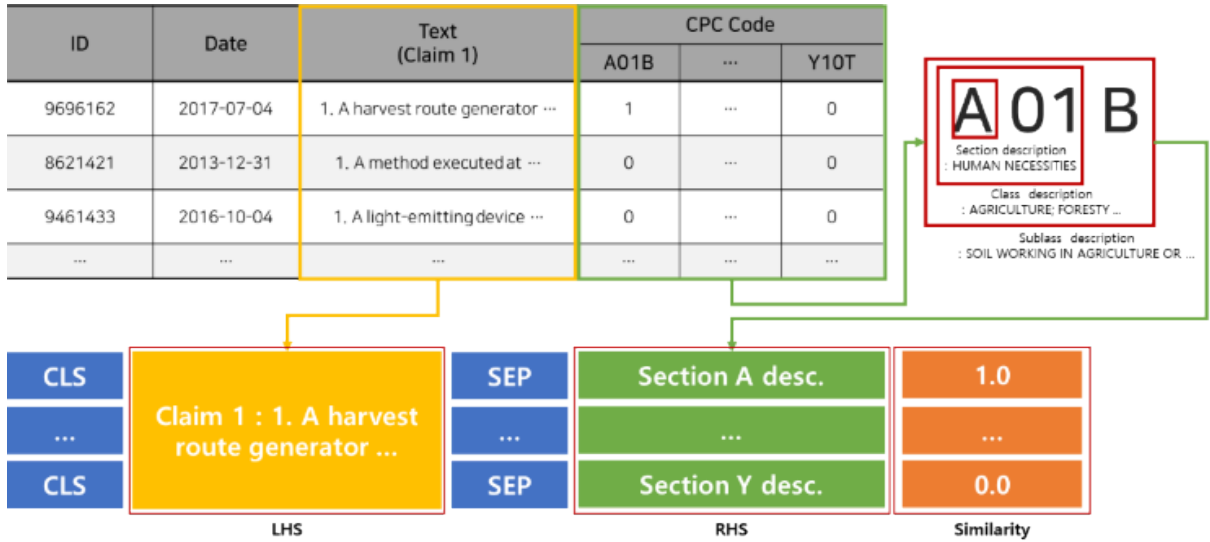 ID
Date
Text
(Claim 1)
CPC Code
A01B
...
Y10T
9696162
2017-07-04
1. A harvest route generator ...
1
...
0
8621421
2013-12-31
1. A method executed at ...
0
...
0
9461433
2016-10-04
1. A light-emitting device ...
0
...
0
...
...
...
...
...
...
A01B
Section description
: HUMAN NECESSITIES
Class description
: AGRICULTURE; FORESTY ...
Sublass description
: SOIL WORKING IN AGRICULTURE OR ...
CLS
...
CLS
Claim 1 : 1. A harvest
route generator ...
SEP
...
SEP
Section A desc.
...
Section Y desc.
1.0
...
0.0
LHS
RHS
Similarity